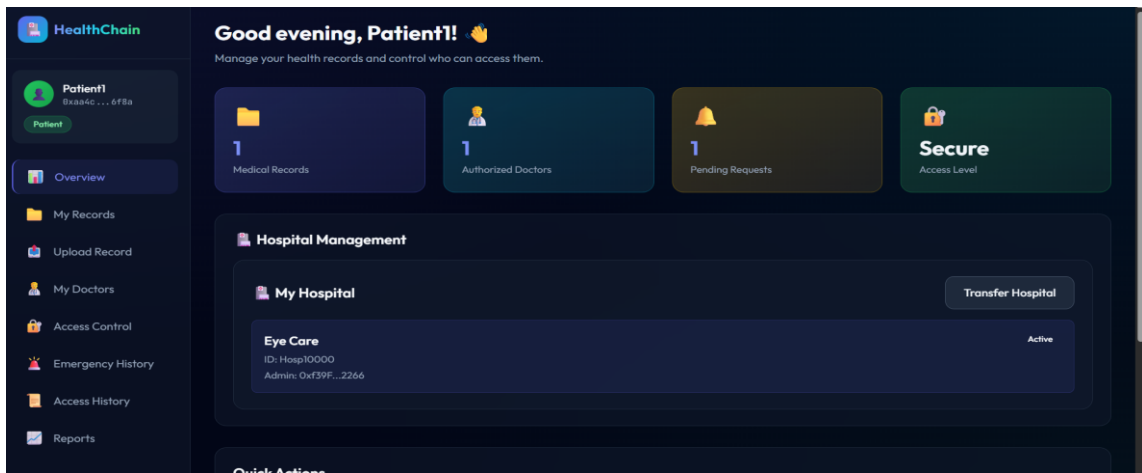 HealthChain
Patient1
0xaa4c...6f8a
Patient
Overview
My Records
Upload Record
My Doctors
Access Control
Emergency History
Access History
Reports
Good evening, Patient1!
Manage your health records and control who can access them.
1
Medical Records
1
Authorized Doctors
1
Pending Requests
Secure
Access Level
Hospital Management
My Hospital
Transfer Hospital
Eye Care
Active
ID: Hosp10000
Admin: 0xf39F...2266
Quick Actions